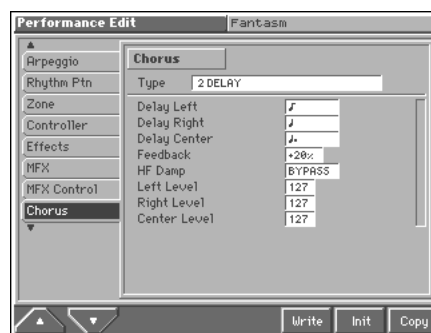 Performance Edit
Fantasm
Arpeggio
Rhythm Ptn
Zone
Controller
Effects
MFX
MFX Control
Chorus
Chorus
Type 2 DELAY
Delay Left ♪
Delay Right ♩
Delay Center ♩.
Feedback +20%
HF Damp BYPASS
Left Level 127
Right Level 127
Center Level 127
Write Init Copy